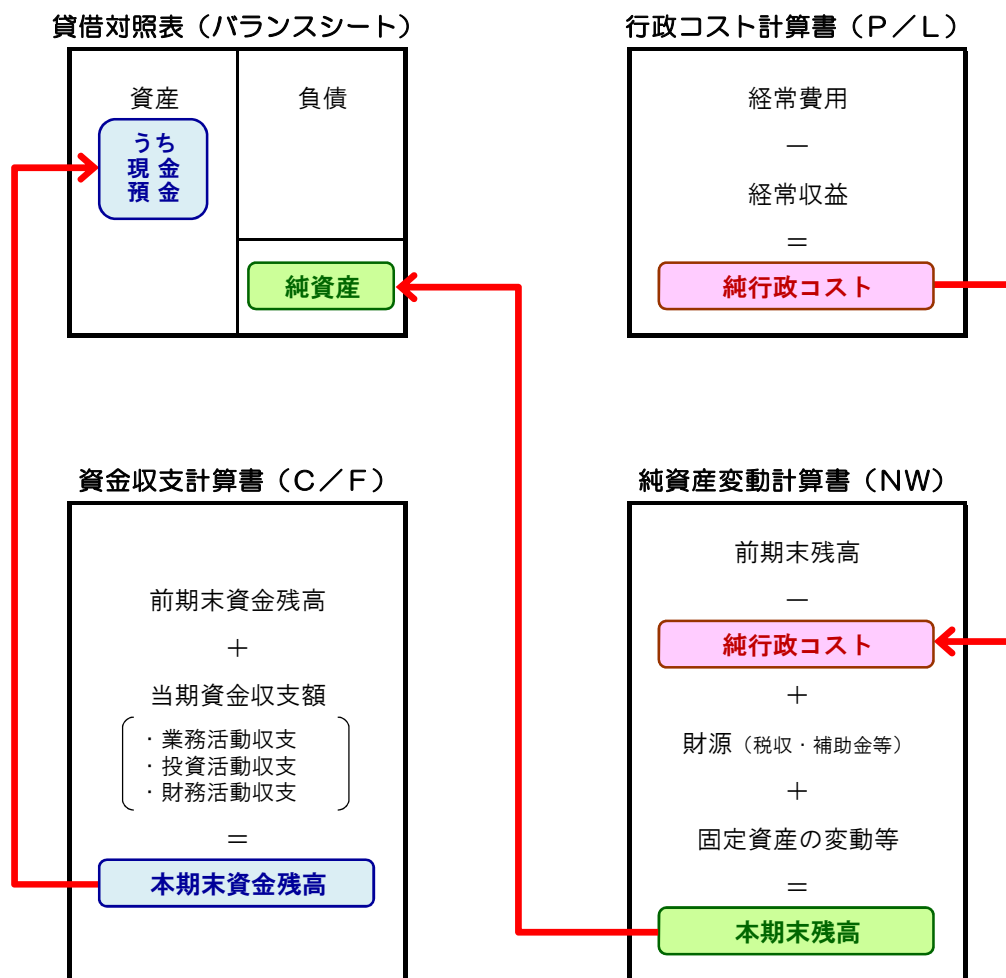 貸借対照表（バランスシート）
資産
うち
現 金
預 金
負債
純資産
行政コスト計算書（Ｐ／Ｌ）
経常費用
－
経常収益
＝
純行政コスト
資金収支計算書（Ｃ／Ｆ）
前期末資金残高
＋
当期資金収支額
・業務活動収支
・投資活動収支
・財務活動収支
＝
本期末資金残高
純資産変動計算書（ＮＷ）
前期末残高
－
純行政コスト
＋
財源（税収・補助金等）
＋
固定資産の変動等
＝
本期末残高